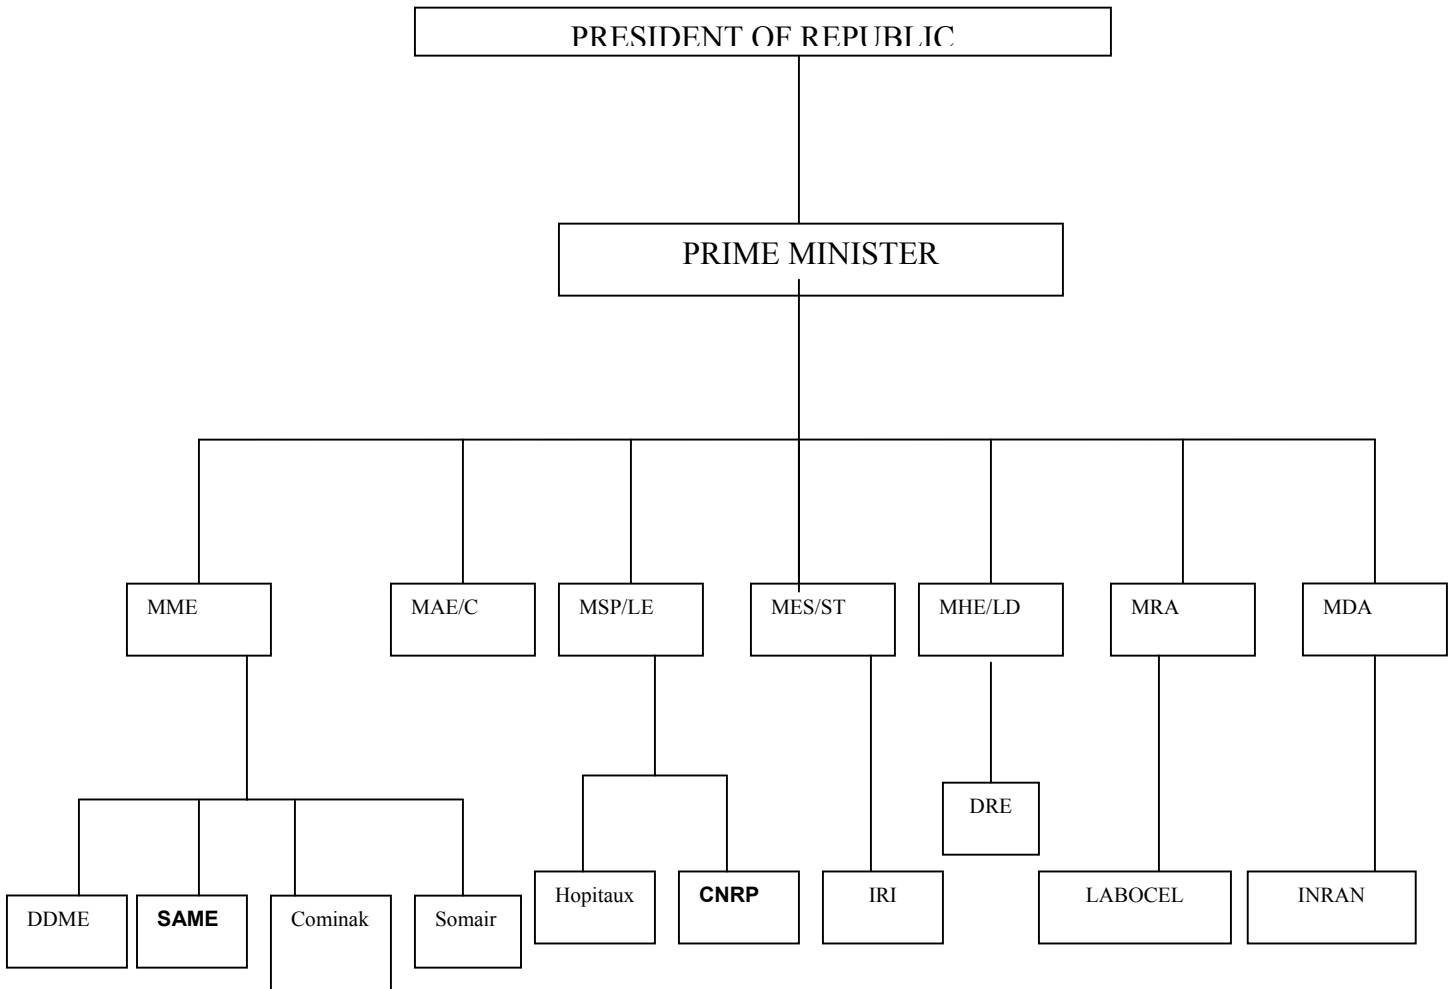 PRESIDENT OF REPUBLIC
PRIME MINISTER
MME
MAE/C
MSP/LE
MES/ST
MHE/LD
MRA
MDA
DRE
DDME
SAME
Cominak
Somair
Hopitaux
CNRP
IRI
LABOCEL
INRAN